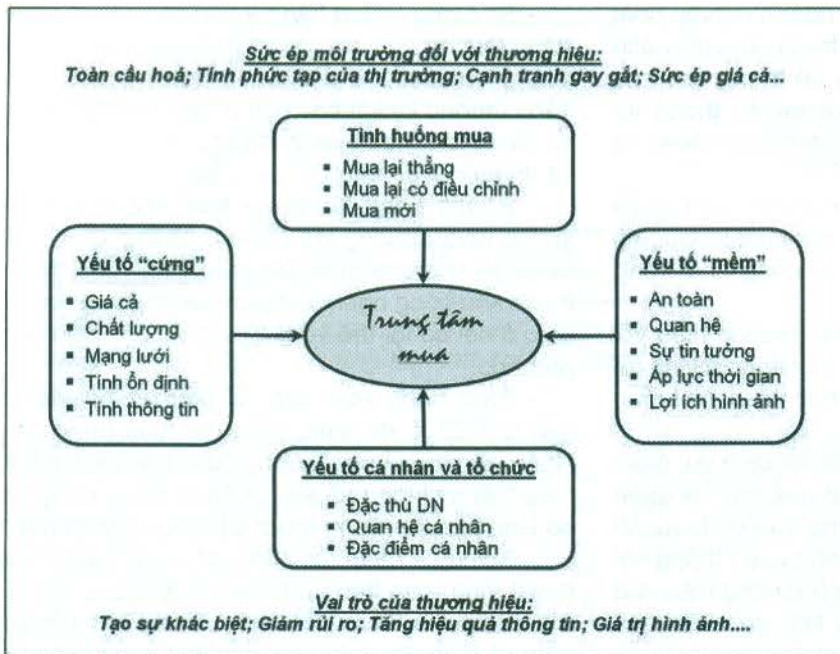 Sức ép môi trường đối với thương hiệu:
Toàn cầu hoá; Tính phức tạp của thị trường; Cạnh tranh gay gắt; Sức ép giá cả...
Tình huống mua
▪ Mua lại thẳng
▪ Mua lại có điều chỉnh
▪ Mua mới
Yếu tố "cứng"
▪ Giá cả
▪ Chất lượng
▪ Mạng lưới
▪ Tính ổn định
▪ Tính thông tin
Trung tâm
mua
Yếu tố "mềm"
▪ An toàn
▪ Quan hệ
▪ Sự tin tưởng
▪ Áp lực thời gian
▪ Lợi ích hình ảnh
Yếu tố cá nhân và tổ chức
▪ Đặc thù DN
▪ Quan hệ cá nhân
▪ Đặc điểm cá nhân
Vai trò của thương hiệu:
Tạo sự khác biệt; Giảm rủi ro; Tăng hiệu quả thông tin; Giá trị hình ảnh....